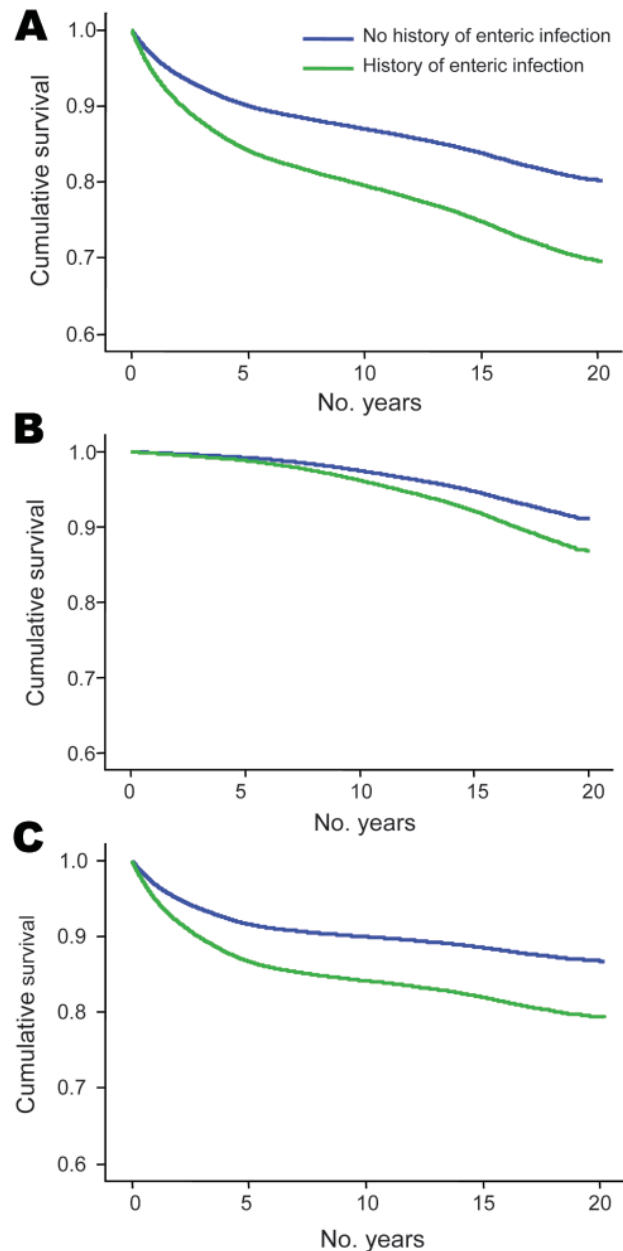 A
No history of enteric infection
History of enteric infection
Cumulative survival
1.0
0.9
0.8
0.7
0.6
0 5 10 15 20
No. years
B
Cumulative survival
1.0
0.9
0.8
0.7
0.6
0 5 10 15 20
No. years
C
Cumulative survival
1.0
0.9
0.8
0.7
0.6
0 5 10 15 20
No. years